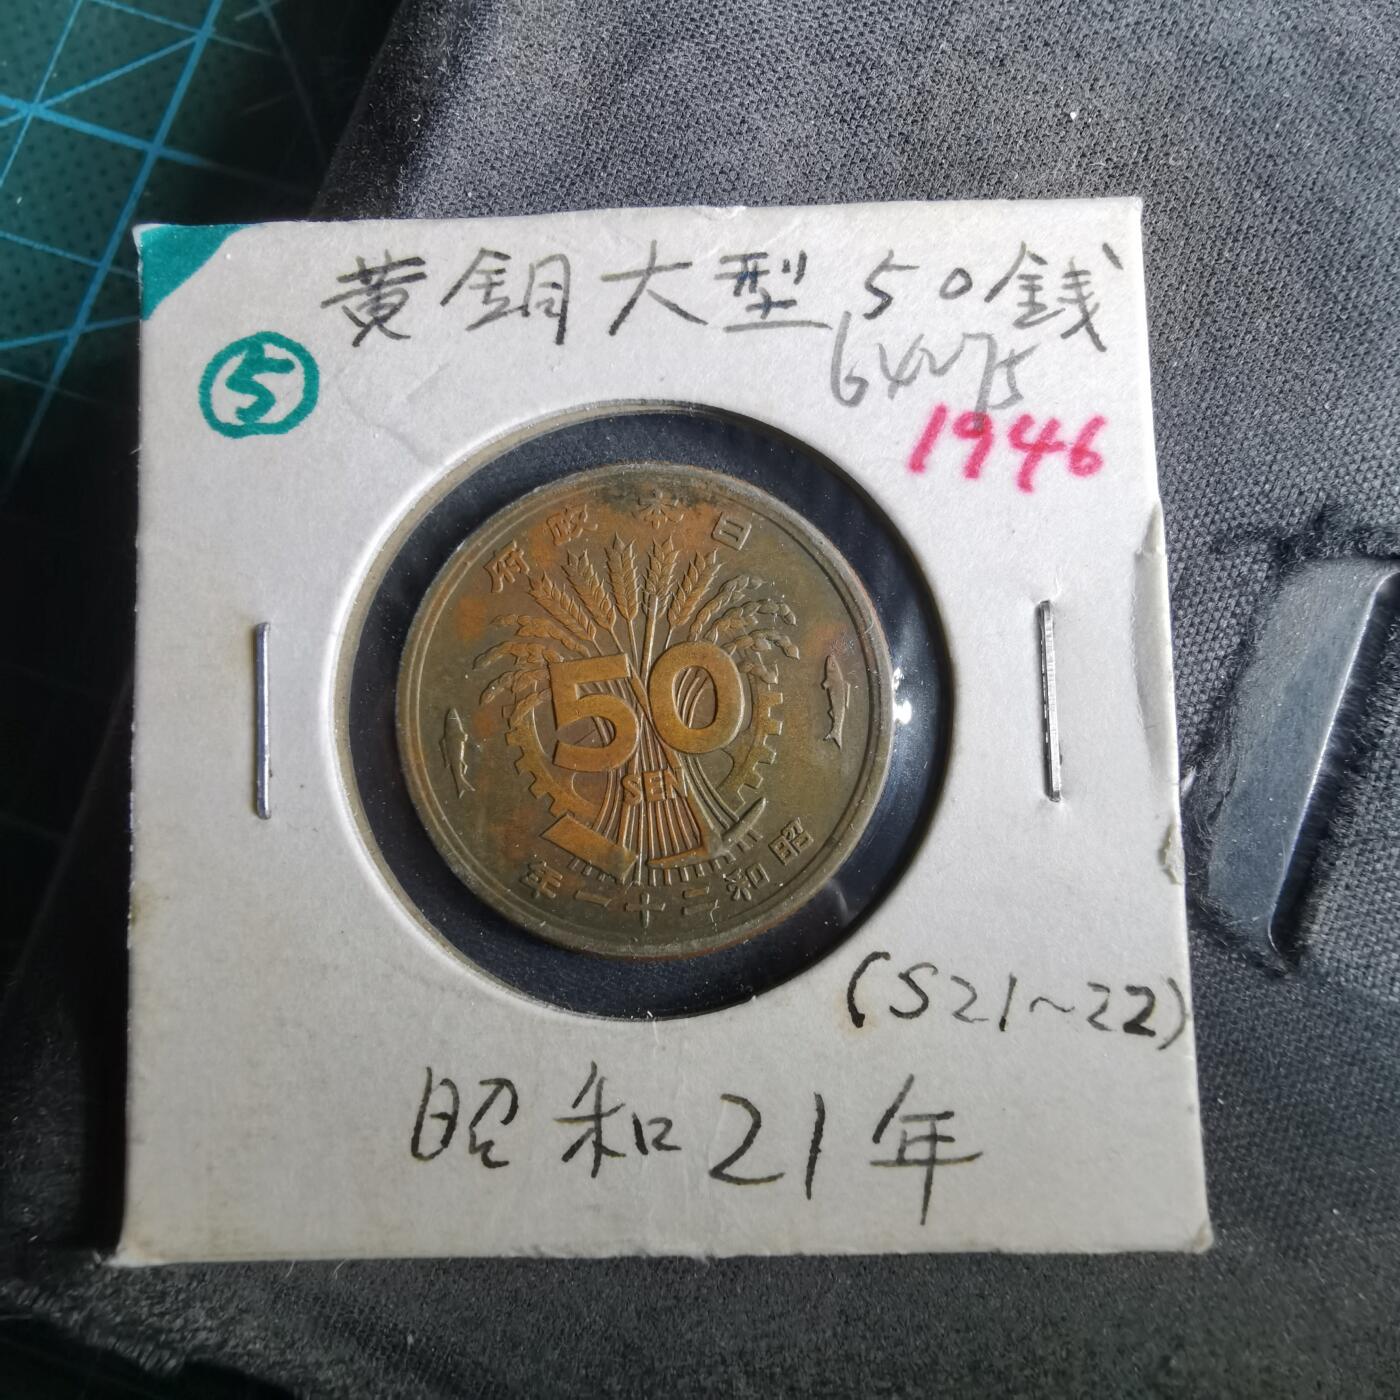 黄銅大型50銭
⑤
1946
日本政府
50
SEN
昭和二十一年
(S21~22)
昭和21年